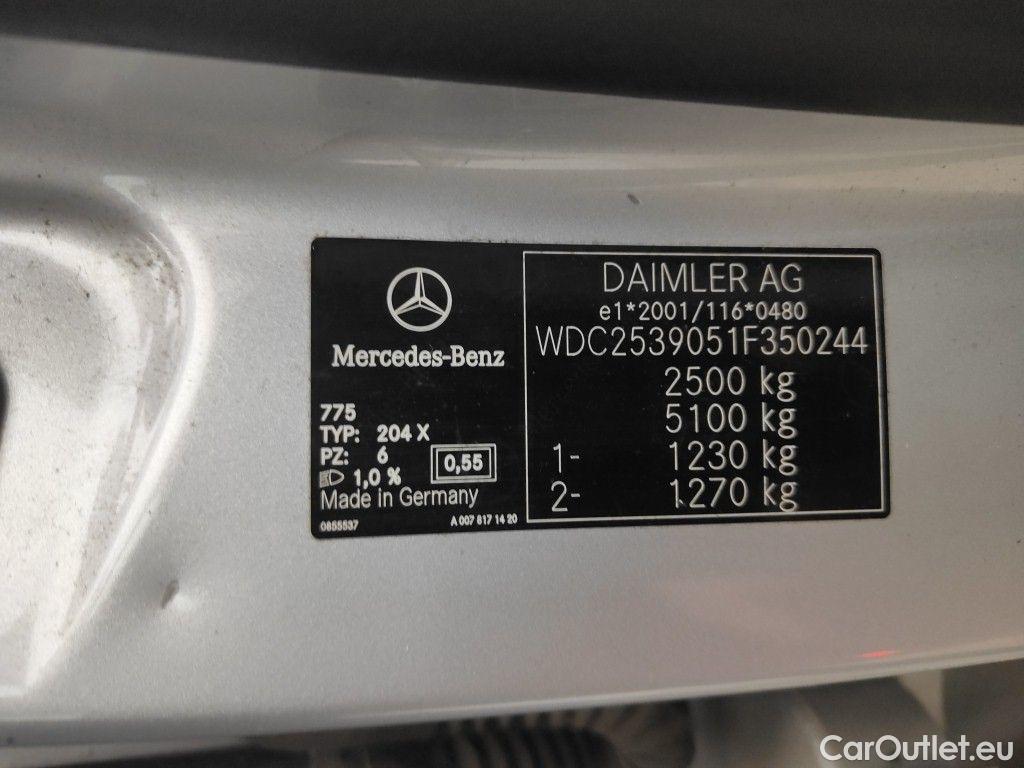 Mercedes-Benz
775
TYP: 204 X
PZ: 6
1,0 %
0,55
Made in Germany
0855537
A 007 817 14 20
DAIMLER AG
e1*2001/116*0480
WDC2539051F350244
2500 kg
5100 kg
1- 1230 kg
2- 1270 kg
CarOutlet.eu